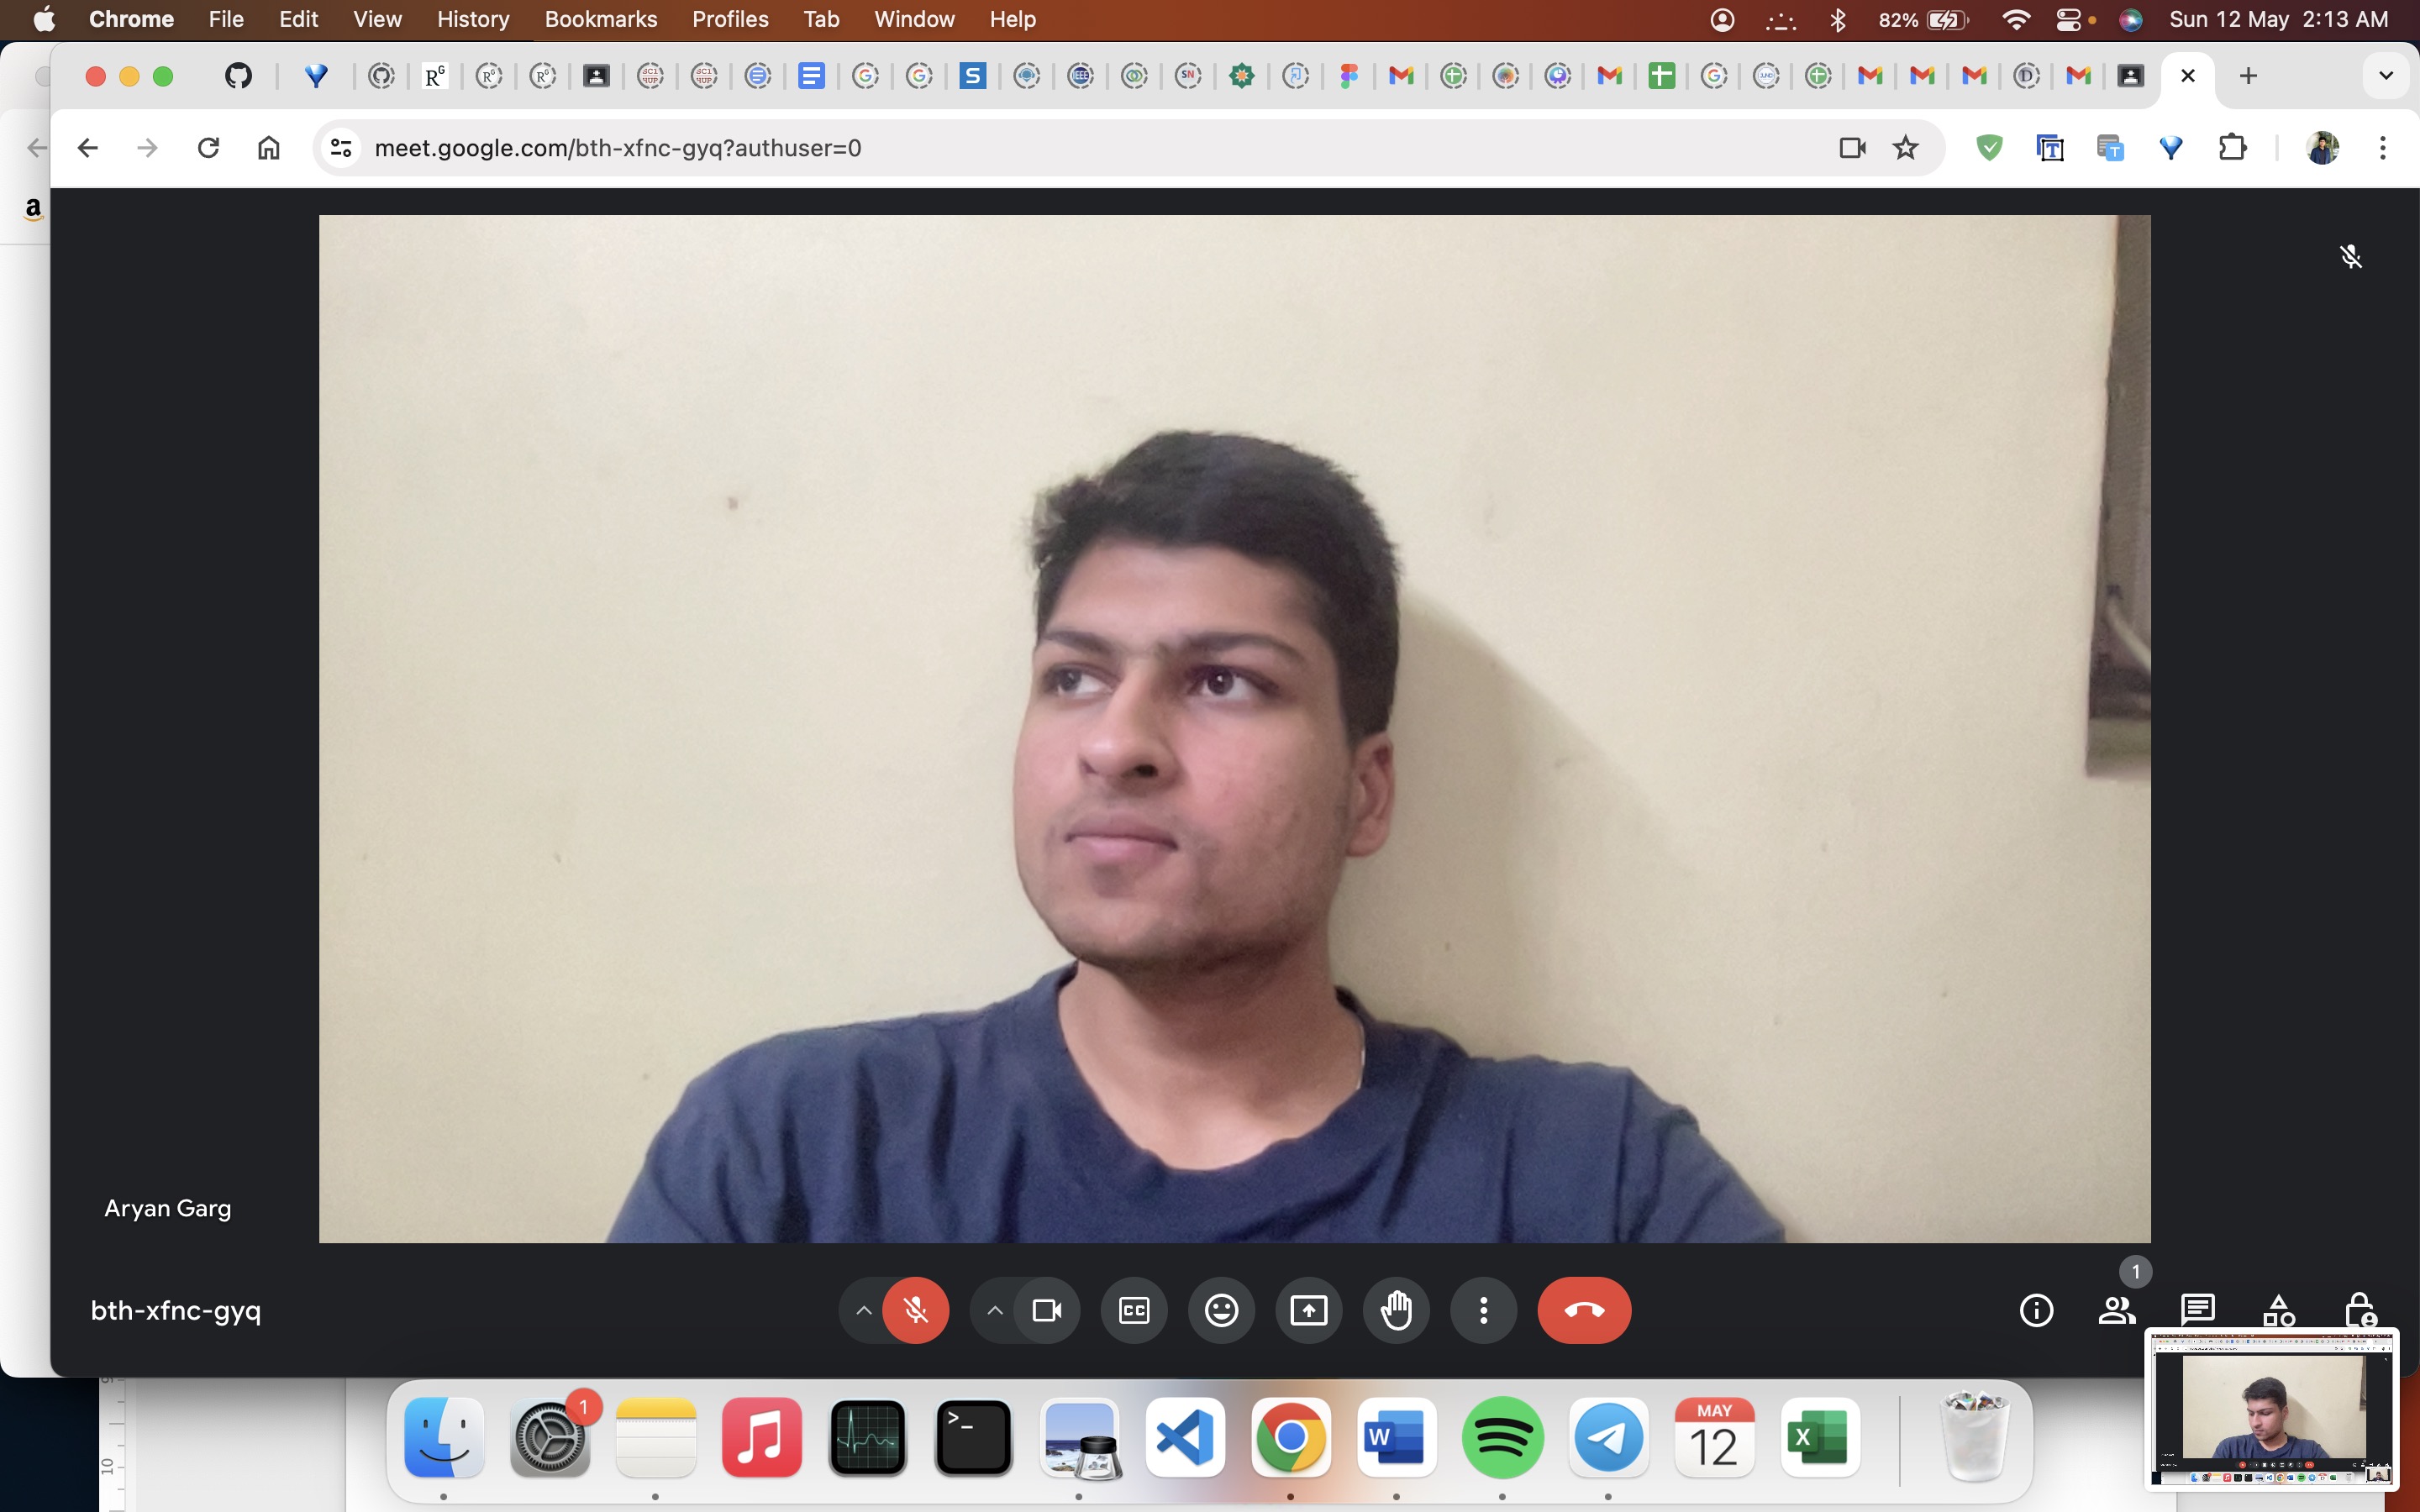 Chrome File Edit View History Bookmarks Profiles Tab Window Help 82% Sun 12 May 2:13 AM
meet.google.com/bth-xfnc-gyq?authuser=0
Aryan Garg
bth-xfnc-gyq
1
1
MAY
12
10